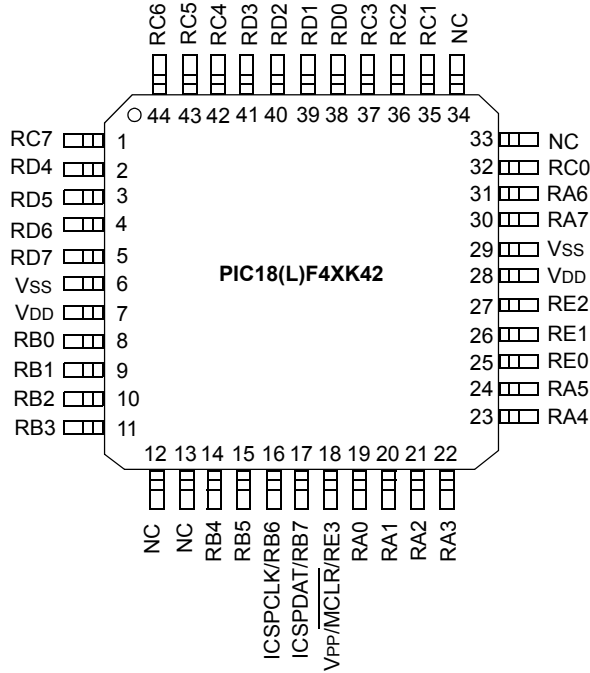 RC6
RC5
RC4
RD3
RD2
RD1
RD0
RC3
RC2
RC1
NC
44 43 42 41 40 39 38 37 36 35 34
RC7 1
RD4 2
RD5 3
RD6 4
RD7 5
VSS 6
VDD 7
RB0 8
RB1 9
RB2 10
RB3 11
PIC18(L)F4XK42
33 NC
32 RC0
31 RA6
30 RA7
29 VSS
28 VDD
27 RE2
26 RE1
25 RE0
24 RA5
23 RA4
12 13 14 15 16 17 18 19 20 21 22
NC
NC
RB4
RB5
ICSPCLK/RB6
ICSPDAT/RB7
VPP/MCLR/RE3
RA0
RA1
RA2
RA3